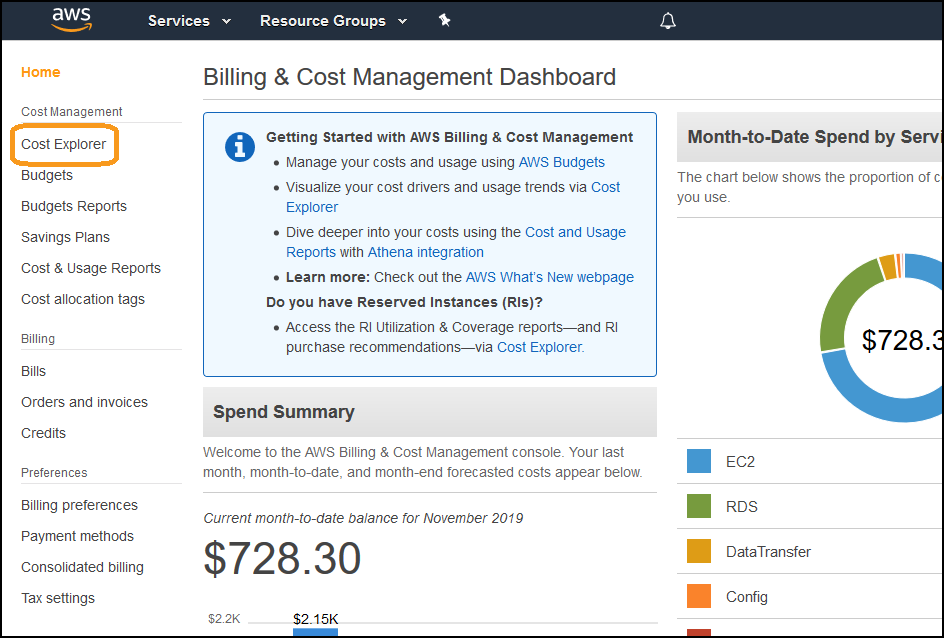 aws
Services
Resource Groups
Home
Cost Management
Cost Explorer
Budgets
Budgets Reports
Savings Plans
Cost & Usage Reports
Cost allocation tags
Billing
Bills
Orders and invoices
Credits
Preferences
Billing preferences
Payment methods
Consolidated billing
Tax settings
Billing & Cost Management Dashboard
Getting Started with AWS Billing & Cost Management
• Manage your costs and usage using AWS Budgets
• Visualize your cost drivers and usage trends via Cost
Explorer
• Dive deeper into your costs using the Cost and Usage
Reports with Athena integration
• Learn more: Check out the AWS What's New webpage
Do you have Reserved Instances (RIs)?
• Access the RI Utilization & Coverage reports—and RI
purchase recommendations—via Cost Explorer.
Spend Summary
Welcome to the AWS Billing & Cost Management console. Your last
month, month-to-date, and month-end forecasted costs appear below.
Current month-to-date balance for November 2019
$728.30
$2.2K
$2.15K
Month-to-Date Spend by Servi
The chart below shows the proportion of c
you use.
$728.3
EC2
RDS
DataTransfer
Config